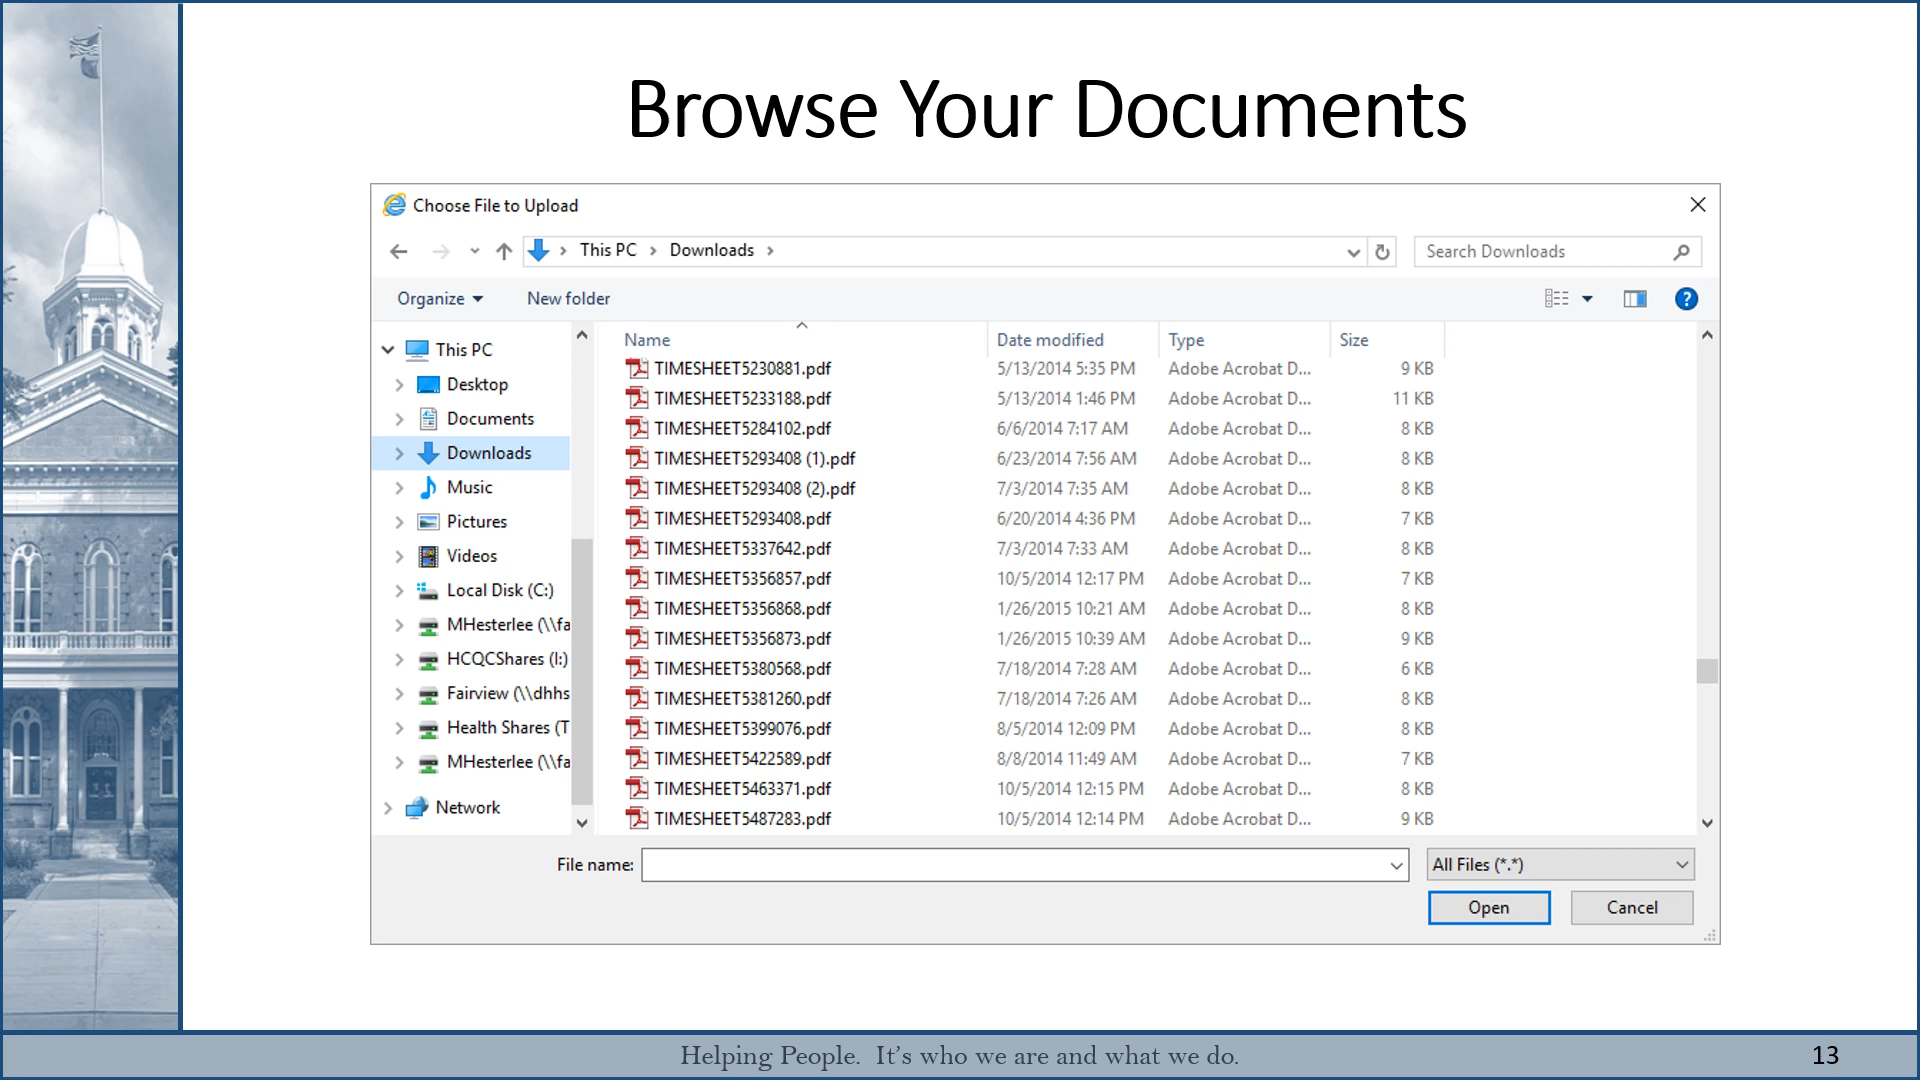 Browse Your Documents
Choose File to Upload
This PC > Downloads >
Search Downloads
Organize
New folder
Name Date modified Type Size
This PC
Desktop
Documents
Downloads
Music
Pictures
Videos
Local Disk (C:)
MHesterlee (\\fa
HCQCShares (I:)
Fairview (\\dhhs
Health Shares (T
MHesterlee (\\fa
Network
TIMESHEET5230881.pdf 5/13/2014 5:35 PM Adobe Acrobat D... 9 KB
TIMESHEET5233188.pdf 5/13/2014 1:46 PM Adobe Acrobat D... 11 KB
TIMESHEET5284102.pdf 6/6/2014 7:17 AM Adobe Acrobat D... 8 KB
TIMESHEET5293408 (1).pdf 6/23/2014 7:56 AM Adobe Acrobat D... 8 KB
TIMESHEET5293408 (2).pdf 7/3/2014 7:35 AM Adobe Acrobat D... 8 KB
TIMESHEET5293408.pdf 6/20/2014 4:36 PM Adobe Acrobat D... 7 KB
TIMESHEET5337642.pdf 7/3/2014 7:33 AM Adobe Acrobat D... 8 KB
TIMESHEET5356857.pdf 10/5/2014 12:17 PM Adobe Acrobat D... 7 KB
TIMESHEET5356868.pdf 1/26/2015 10:21 AM Adobe Acrobat D... 8 KB
TIMESHEET5356873.pdf 1/26/2015 10:39 AM Adobe Acrobat D... 9 KB
TIMESHEET5380568.pdf 7/18/2014 7:28 AM Adobe Acrobat D... 6 KB
TIMESHEET5381260.pdf 7/18/2014 7:26 AM Adobe Acrobat D... 8 KB
TIMESHEET5399076.pdf 8/5/2014 12:09 PM Adobe Acrobat D... 8 KB
TIMESHEET5422589.pdf 8/8/2014 11:49 AM Adobe Acrobat D... 7 KB
TIMESHEET5463371.pdf 10/5/2014 12:15 PM Adobe Acrobat D... 8 KB
TIMESHEET5487283.pdf 10/5/2014 12:14 PM Adobe Acrobat D... 9 KB
File name:
All Files (*.*)
Open
Cancel
Helping People. It's who we are and what we do.
13